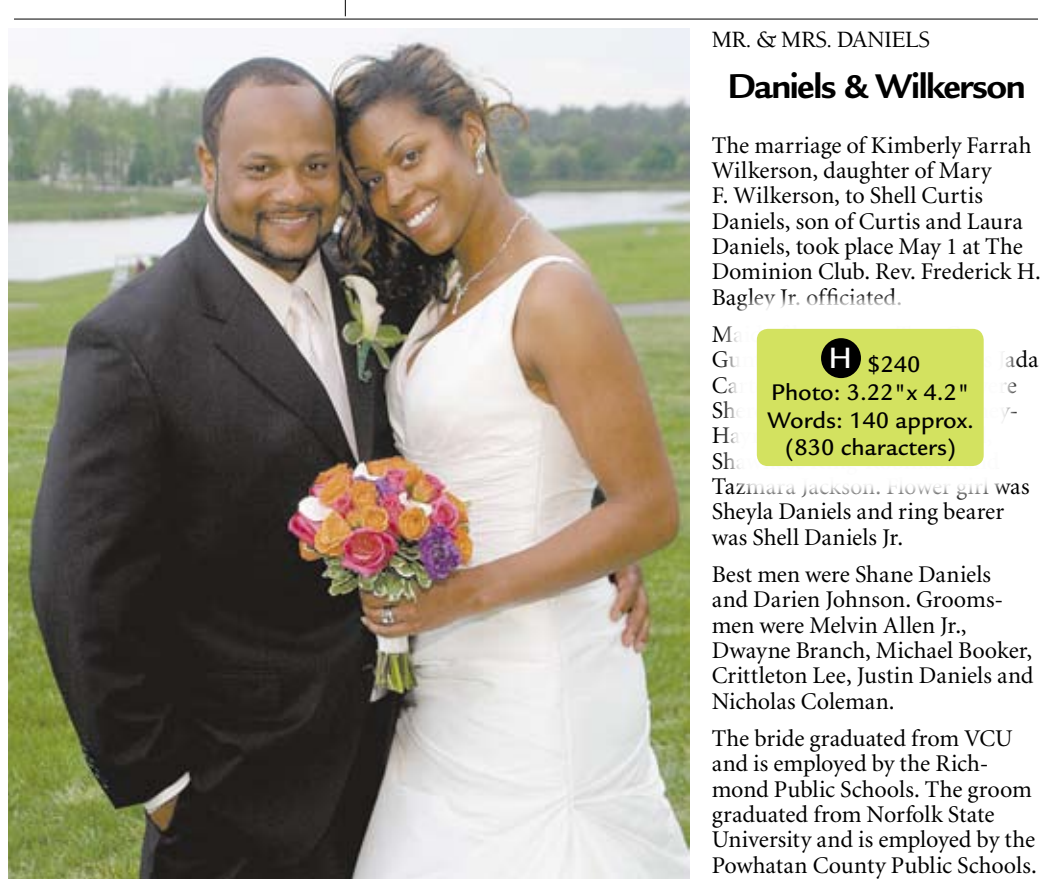 MR. & MRS. DANIELS
Daniels & Wilkerson
The marriage of Kimberly Farrah
Wilkerson, daughter of Mary
F. Wilkerson, to Shell Curtis
Daniels, son of Curtis and Laura
Daniels, took place May 1 at The
Dominion Club. Rev. Frederick H.
Bagley Jr. officiated.
H $240
Photo: 3.22"x 4.2"
Words: 140 approx.
(830 characters)
Tazmara Jackson. Flower girl was
Sheyla Daniels and ring bearer
was Shell Daniels Jr.
Best men were Shane Daniels
and Darien Johnson. Grooms-
men were Melvin Allen Jr.,
Dwayne Branch, Michael Booker,
Crittleton Lee, Justin Daniels and
Nicholas Coleman.
The bride graduated from VCU
and is employed by the Rich-
mond Public Schools. The groom
graduated from Norfolk State
University and is employed by the
Powhatan County Public Schools.